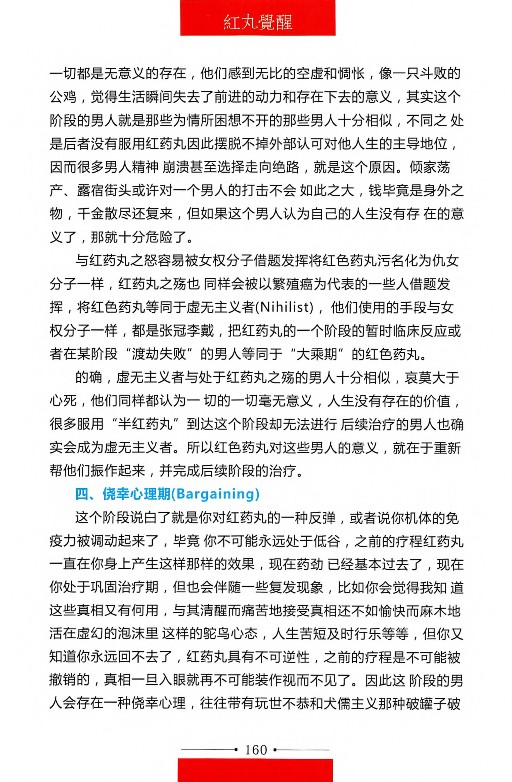 紅丸覺醒
一切都是无意义的存在，他们感到无比的空虚和惆怅，像一只斗败的
公鸡，觉得生活瞬间失去了前进的动力和存在下去的意义，其实这个
阶段的男人就是那些为情所困想不开的那些男人十分相似，不同之 处
是后者没有服用红药丸因此摆脱不掉外部认可对他人生的主导地位，
因而很多男人精神 崩溃甚至选择走向绝路，就是这个原因。倾家荡
产、露宿街头或许对一个男人的打击不会 如此之大，钱毕竟是身外之
物，千金散尽还复来，但如果这个男人认为自己的人生没有存 在的意
义了，那就十分危险了。
与红药丸之怒容易被女权分子借题发挥将红色药丸污名化为仇女
分子一样，红药丸之殇也 同样会被以繁殖癌为代表的一些人借题发
挥，将红色药丸等同于虚无主义者(Nihilist)， 他们使用的手段与女
权分子一样，都是张冠李戴，把红药丸的一个阶段的暂时临床反应或
者在某阶段“渡劫失败”的男人等同于“大乘期”的红色药丸。
的确，虚无主义者与处于红药丸之殇的男人十分相似，哀莫大于
心死，他们同样都认为一 切的一切毫无意义，人生没有存在的价值，
很多服用“半红药丸”到达这个阶段却无法进行 后续治疗的男人也确
实会成为虚无主义者。所以红色药丸对这些男人的意义，就在于重新
帮他们振作起来，并完成后续阶段的治疗。
四、侥幸心理期(Bargaining)
这个阶段说白了就是你对红药丸的一种反弹，或者说你机体的免
疫力被调动起来了，毕竟 你不可能永远处于低谷，之前的疗程红药丸
一直在你身上产生这样那样的效果，现在药劲 已经基本过去了，现在
你处于巩固治疗期，但也会伴随一些复发现象，比如你会觉得我知 道
这些真相又有何用，与其清醒而痛苦地接受真相还不如愉快而麻木地
活在虚幻的泡沫里 这样的鸵鸟心态，人生苦短及时行乐等等，但你又
知道你永远回不去了，红药丸具有不可逆性，之前的疗程是不可能被
撤销的，真相一旦入眼就再不可能装作视而不见了。因此这 阶段的男
人会存在一种侥幸心理，往往带有玩世不恭和犬儒主义那种破罐子破
160